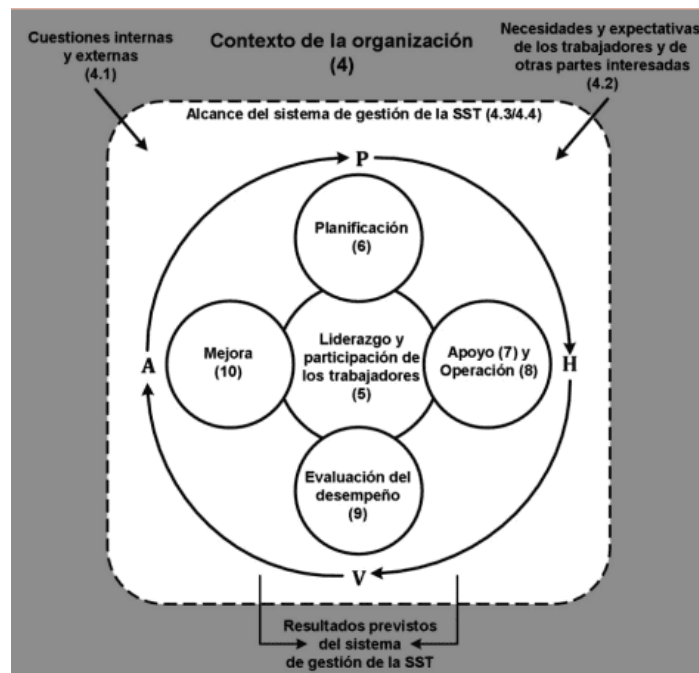 Cuestiones internas
y externas
(4.1)
Contexto de la organización
(4)
Necesidades y expectativas
de los trabajadores y de
otras partes interesadas
(4.2)
Alcance del sistema de gestión de la SST (4.3/4.4)
P
Planificación
(6)
A
Mejora
(10)
Liderazgo y
participación de
los trabajadores
(5)
Apoyo (7) y
Operación (8)
H
Evaluación del
desempeño
(9)
V
Resultados previstos
del sistema
de gestión de la SST